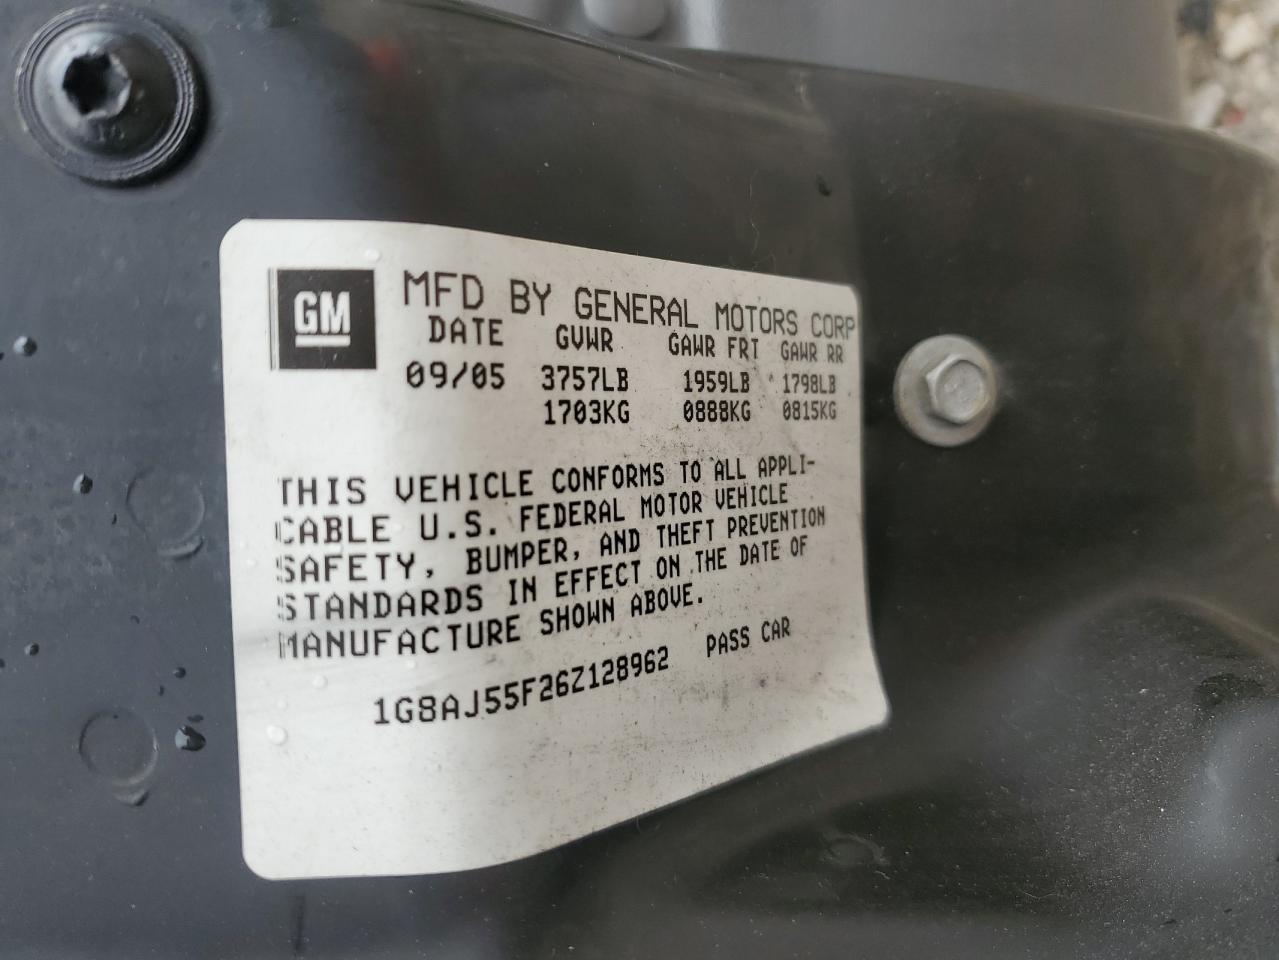 GM
MFD BY GENERAL MOTORS CORP
DATE GVWR GAWR FRT GAWR RR
09/05 3757LB 1959LB 1798LB
1703KG 0888KG 0815KG
THIS VEHICLE CONFORMS TO ALL APPLI-
CABLE U.S. FEDERAL MOTOR VEHICLE
SAFETY, BUMPER, AND THEFT PREVENTION
STANDARDS IN EFFECT ON THE DATE OF
MANUFACTURE SHOWN ABOVE.
1G8AJ55F26Z128962 PASS CAR